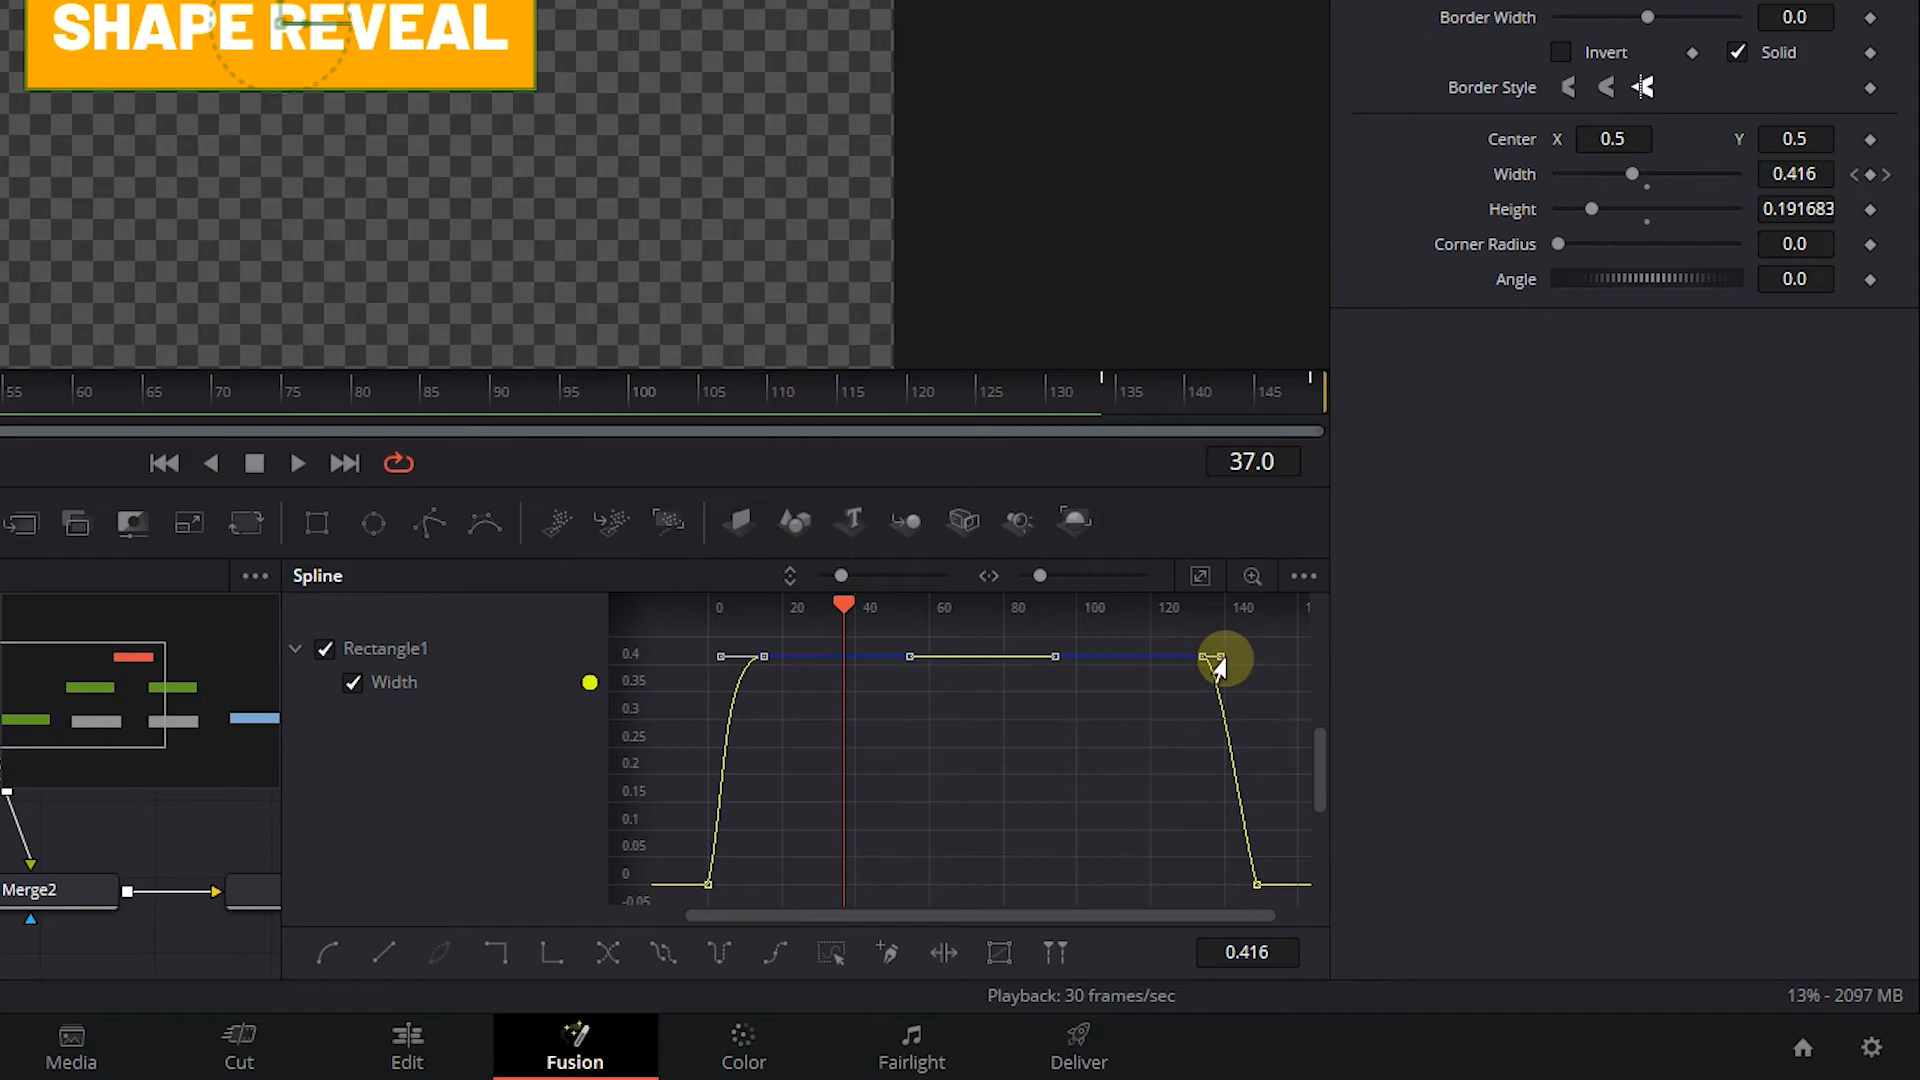 SHAPE REVEAL
Border Width 0.0
Invert Solid
Border Style
Center X 0.5 Y 0.5
Width 0.416
Height 0.191683
Corner Radius 0.0
Angle 0.0
55 60 65 70 75 80 85 90 95 100 105 110 115 120 125 130 135 140 145
37.0
Spline
0 20 40 60 80 100 120 140 1
Rectangle1
Width
0.4
0.35
0.3
0.25
0.2
0.15
0.1
0.05
0
-0.05
Merge2
0.416
Playback: 30 frames/sec
13% - 2097 MB
Media Cut Edit Fusion Color Fairlight Deliver